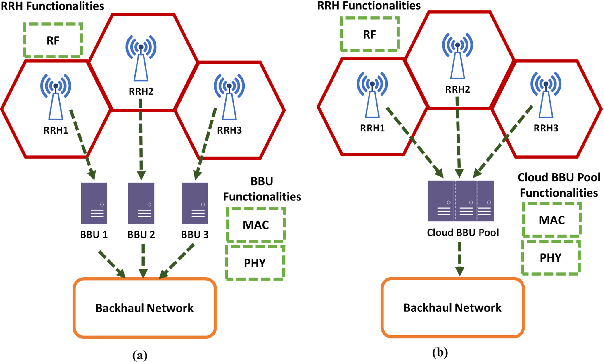 RRH Functionalities
RF
RRH1
RRH2
RRH3
BBU
Functionalities
MAC
PHY
BBU 1
BBU 2
BBU 3
Backhaul Network
(a)
RRH Functionalities
RF
RRH1
RRH2
RRH3
Cloud BBU Pool
Functionalities
MAC
PHY
Cloud BBU Pool
Backhaul Network
(b)